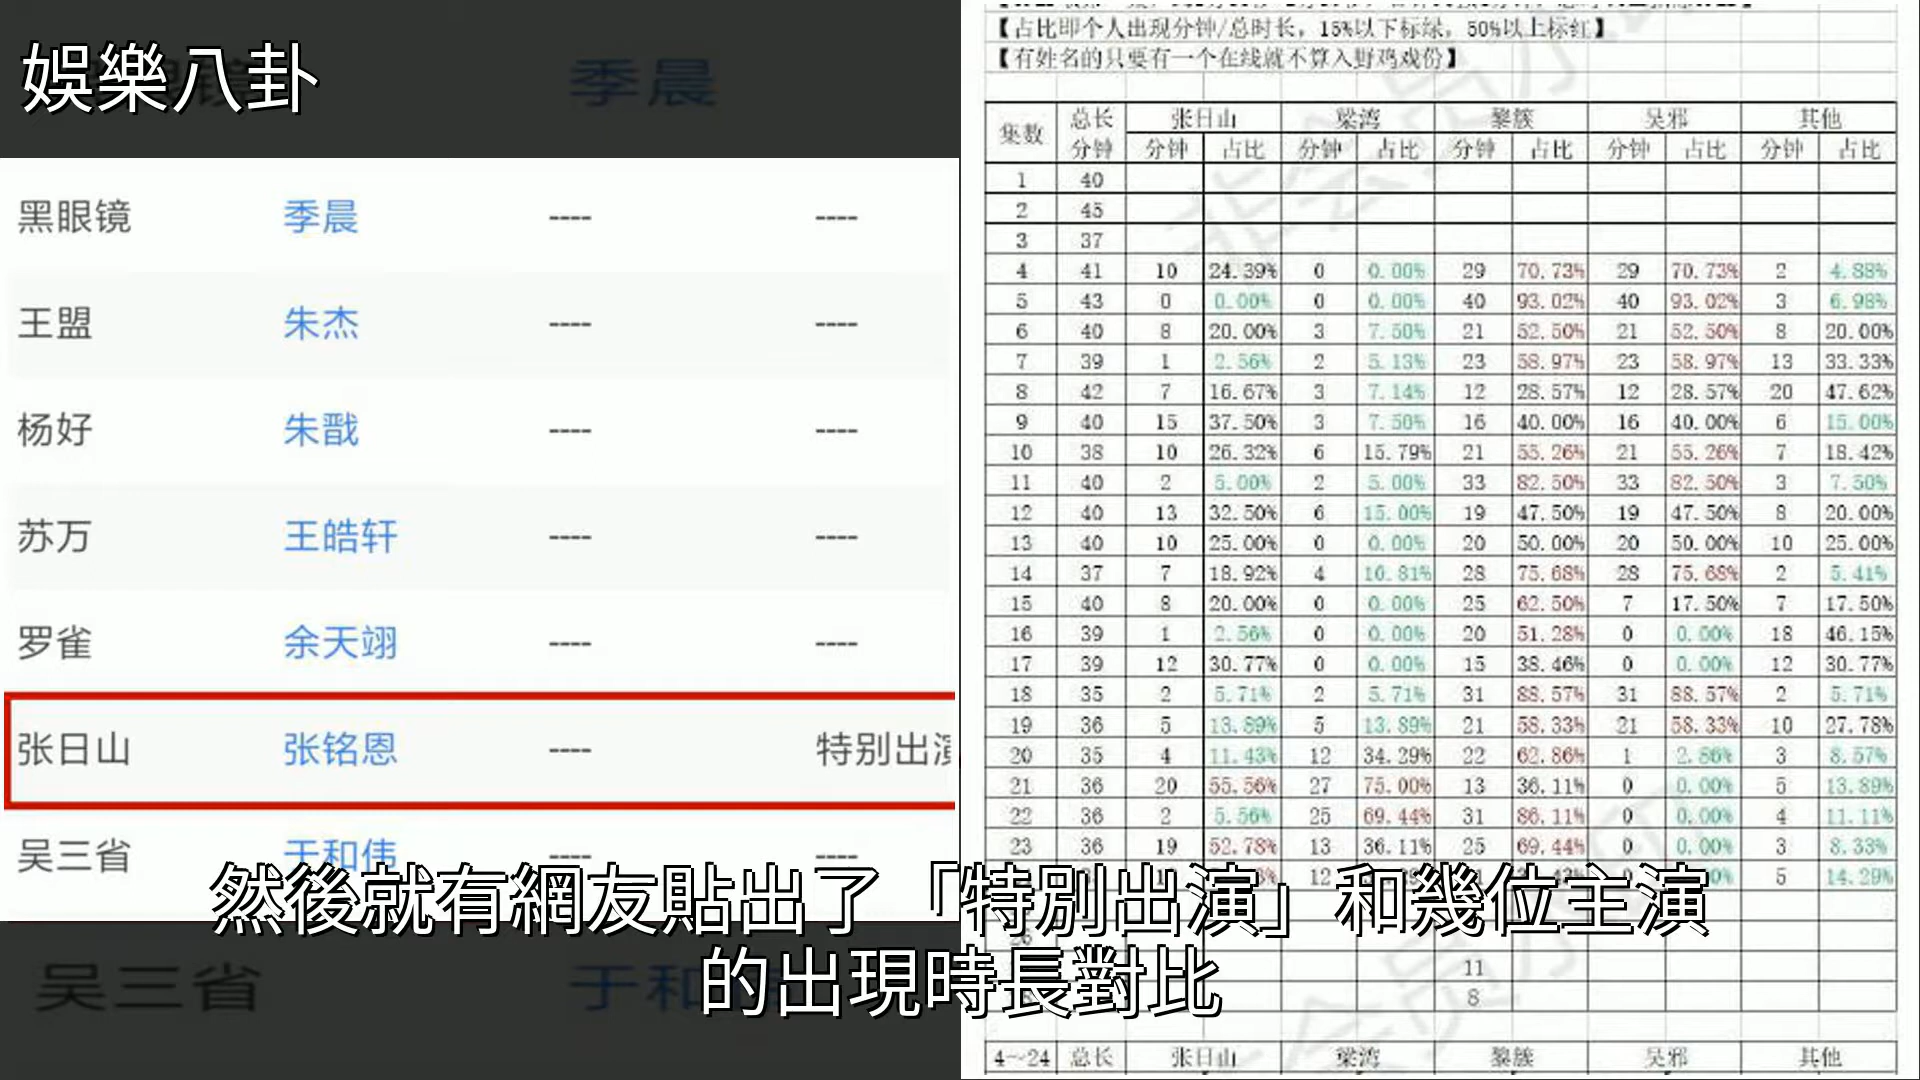 娛樂八卦
季晨
黑眼镜 季晨 ---- ----
王盟 朱杰 ---- ----
杨好 朱戬 ---- ----
苏万 王皓轩 ---- ----
罗雀 余天翊 ---- ----
张日山 张铭恩 ---- 特别出演
吴三省 于和伟 ---- ----
吴三省 于和
【占比即个人出现分钟/总时长，15%以下标绿，50%以上标红】
【有姓名的只要有一个在线就不算入野鸡戏份】
集数 总长 张日山 梁湾 黎簇 吴邪 其他
分钟 分钟 占比 分钟 占比 分钟 占比 分钟 占比 分钟 占比
1 40
2 45
3 37
4 41 10 24.39% 0 0.00% 29 70.73% 29 70.73% 2 4.88%
5 43 0 0.00% 0 0.00% 40 93.02% 40 93.02% 3 6.98%
6 40 8 20.00% 3 7.50% 21 52.50% 21 52.50% 8 20.00%
7 39 1 2.56% 2 5.13% 23 58.97% 23 58.97% 13 33.33%
8 42 7 16.67% 3 7.14% 12 28.57% 12 28.57% 20 47.62%
9 40 15 37.50% 3 7.50% 16 40.00% 16 40.00% 6 15.00%
10 38 10 26.32% 6 15.79% 21 55.26% 21 55.26% 7 18.42%
11 40 2 5.00% 2 5.00% 33 82.50% 33 82.50% 3 7.50%
12 40 13 32.50% 6 15.00% 19 47.50% 19 47.50% 8 20.00%
13 40 10 25.00% 0 0.00% 20 50.00% 20 50.00% 10 25.00%
14 37 7 18.92% 4 10.81% 28 75.68% 28 75.68% 2 5.41%
15 40 8 20.00% 0 0.00% 25 62.50% 7 17.50% 7 17.50%
16 39 1 2.56% 0 0.00% 20 51.28% 0 0.00% 18 46.15%
17 39 12 30.77% 0 0.00% 15 38.46% 0 0.00% 12 30.77%
18 35 2 5.71% 2 5.71% 31 88.57% 31 88.57% 2 5.71%
19 36 5 13.89% 5 13.89% 21 58.33% 21 58.33% 10 27.78%
20 35 4 11.43% 12 34.29% 22 62.86% 1 2.86% 3 8.57%
21 36 20 55.56% 27 75.00% 13 36.11% 0 0.00% 5 13.89%
22 36 2 5.56% 25 69.44% 31 86.11% 0 0.00% 4 11.11%
23 36 19 52.78% 13 36.11% 25 69.44% 0 0.00% 3 8.33%
12 5 14.29%
11
8
4--24 总长 张日山 梁湾 黎簇 吴邪 其他
然後就有網友貼出了「特別出演」和幾位主演
的出現時長對比